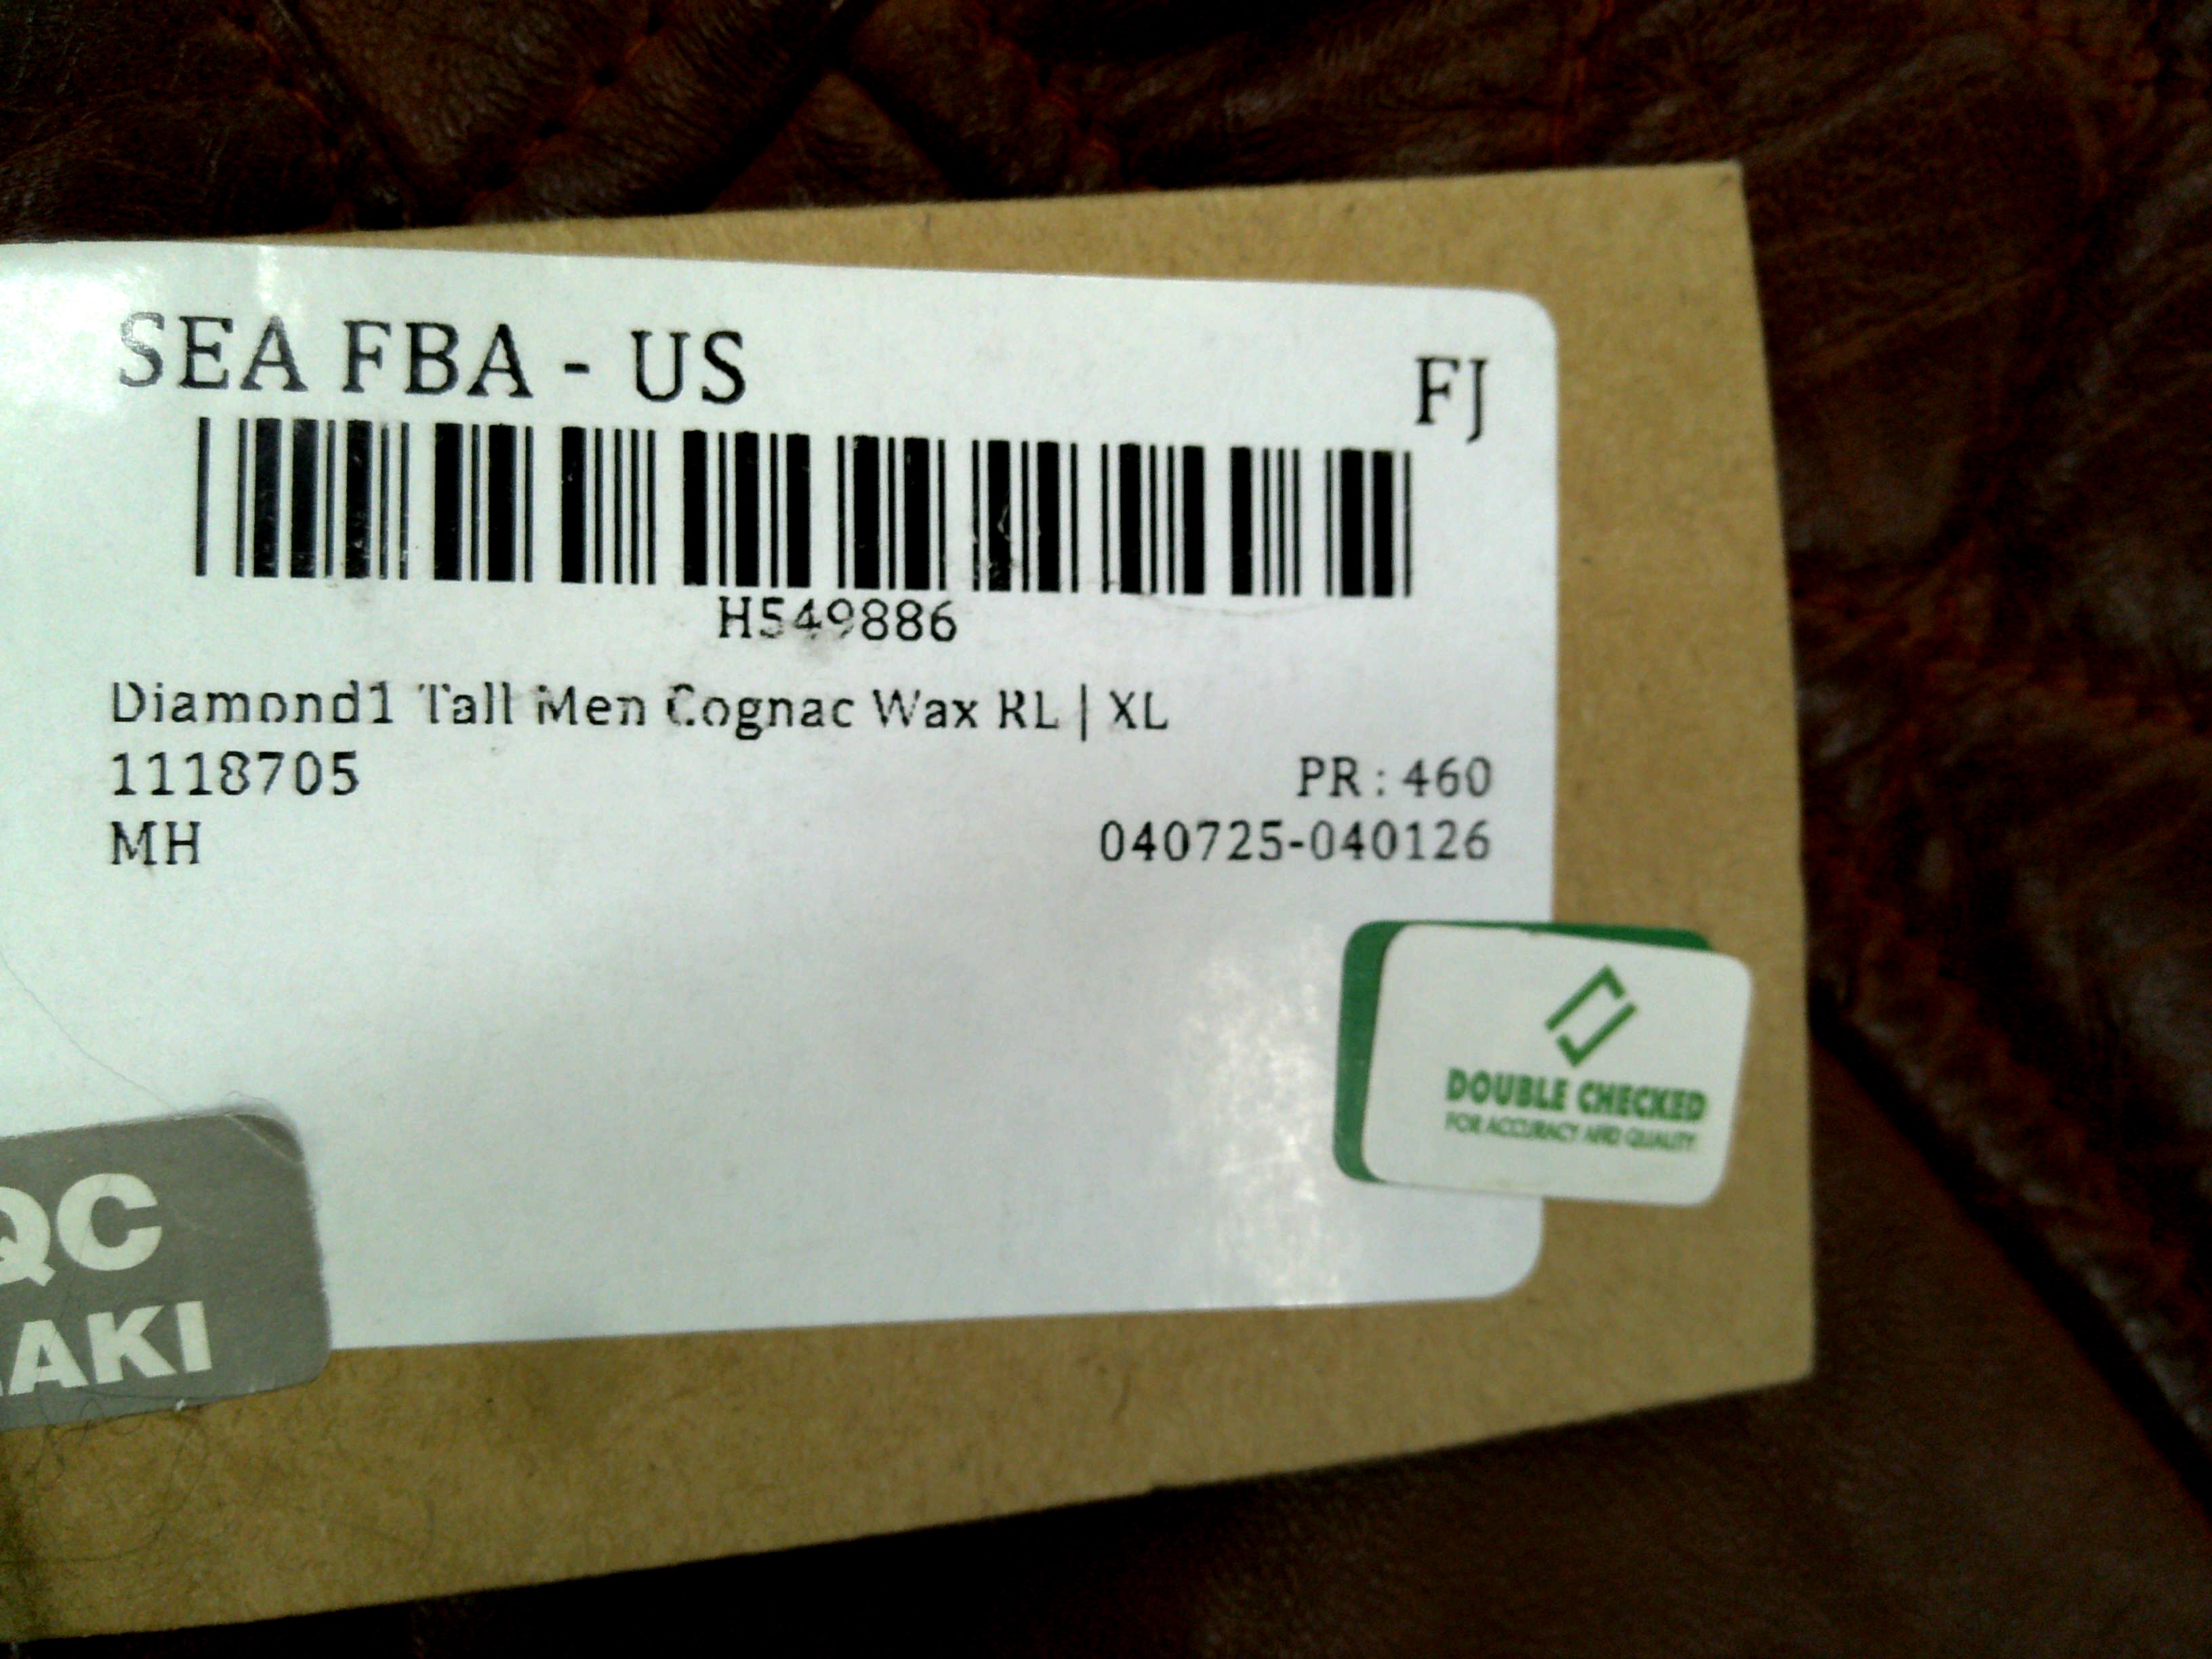 SEA FBA - US
FJ
H549886
Diamond1 Tall Men Cognac Wax RL | XL
1118705
PR : 460
MH
040725-040126
DOUBLE CHECKED
FOR ACCURACY AND QUALITY
QC
AKI